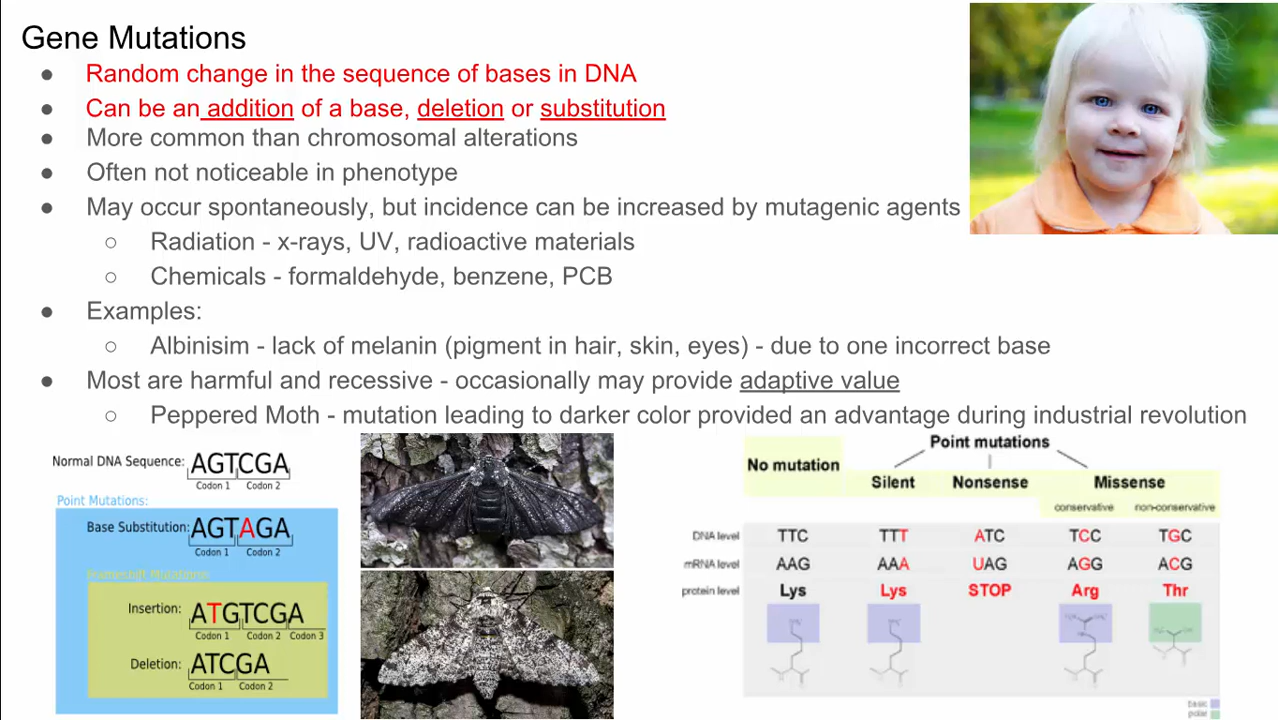 Gene Mutations
● Random change in the sequence of bases in DNA
● Can be an addition of a base, deletion or substitution
● More common than chromosomal alterations
● Often not noticeable in phenotype
● May occur spontaneously, but incidence can be increased by mutagenic agents
○ Radiation - x-rays, UV, radioactive materials
○ Chemicals - formaldehyde, benzene, PCB
● Examples:
○ Albinisim - lack of melanin (pigment in hair, skin, eyes) - due to one incorrect base
● Most are harmful and recessive - occasionally may provide adaptive value
○ Peppered Moth - mutation leading to darker color provided an advantage during industrial revolution
Normal DNA Sequence: AGTCGA
Codon 1 Codon 2
Point Mutations:
Base Substitution: AGTAGA
Codon 1 Codon 2
Frameshift Mutations:
Insertion: ATGTCGA
Codon 1 Codon 2 Codon 3
Deletion: ATCGA
Codon 1 Codon 2
Point mutations
No mutation
Silent Nonsense Missense
conservative non-conservative
DNA level TTC TTT ATC TCC TGC
mRNA level AAG AAA UAG AGG ACG
protein level Lys Lys STOP Arg Thr
basic
polar